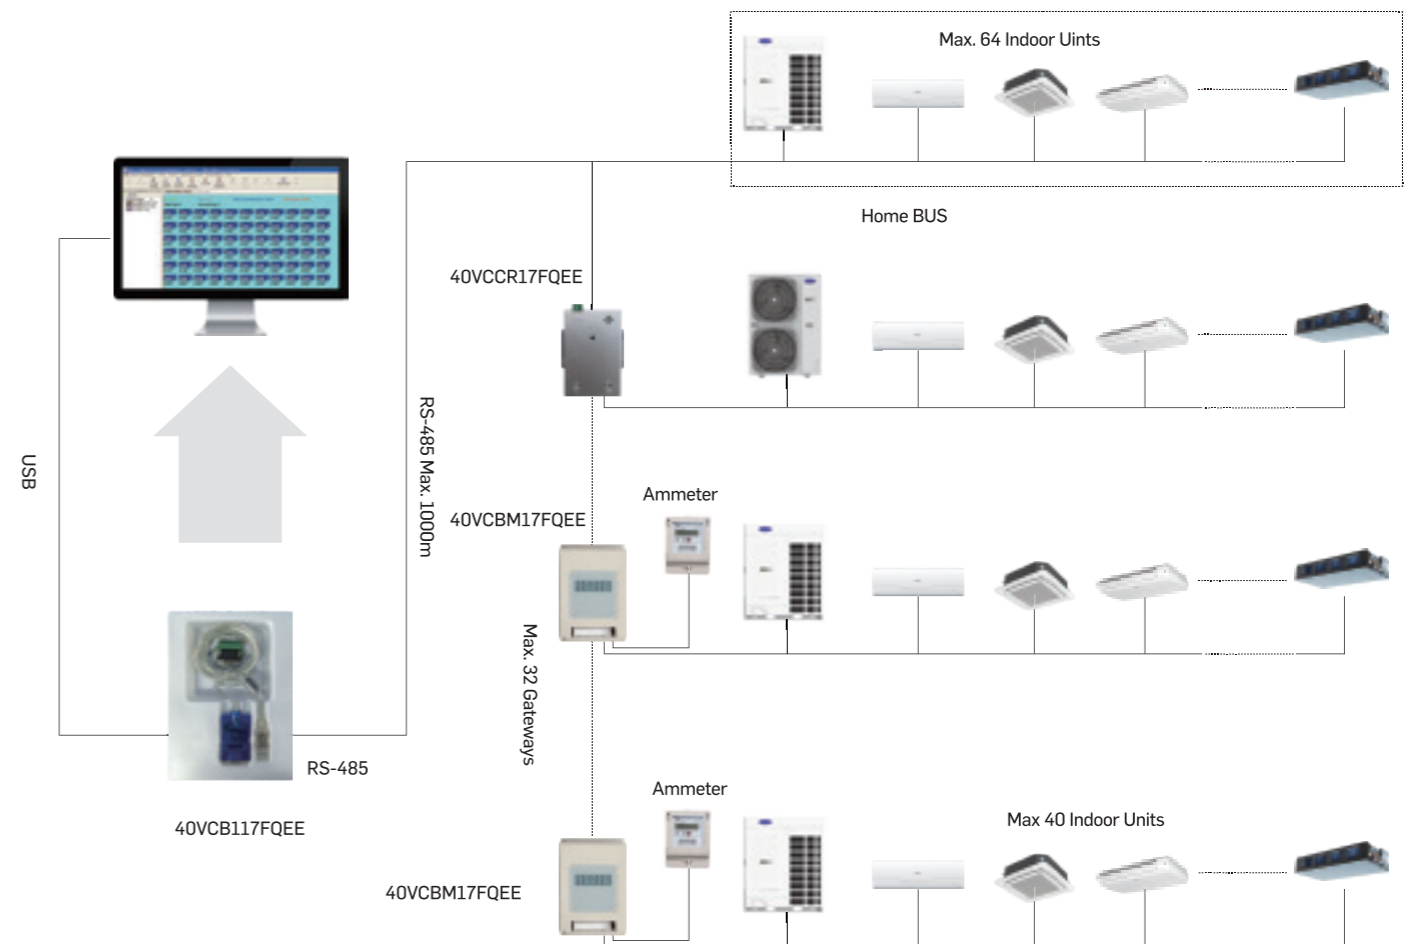 Max. 64 Indoor Uints
Home BUS
40VCCR17FQEE
USB
RS-485 Max. 1000m
Ammeter
40VCBM17FQEE
Max. 32 Gateways
RS-485
40VCB117FQEE
Ammeter
Max 40 Indoor Units
40VCBM17FQEE